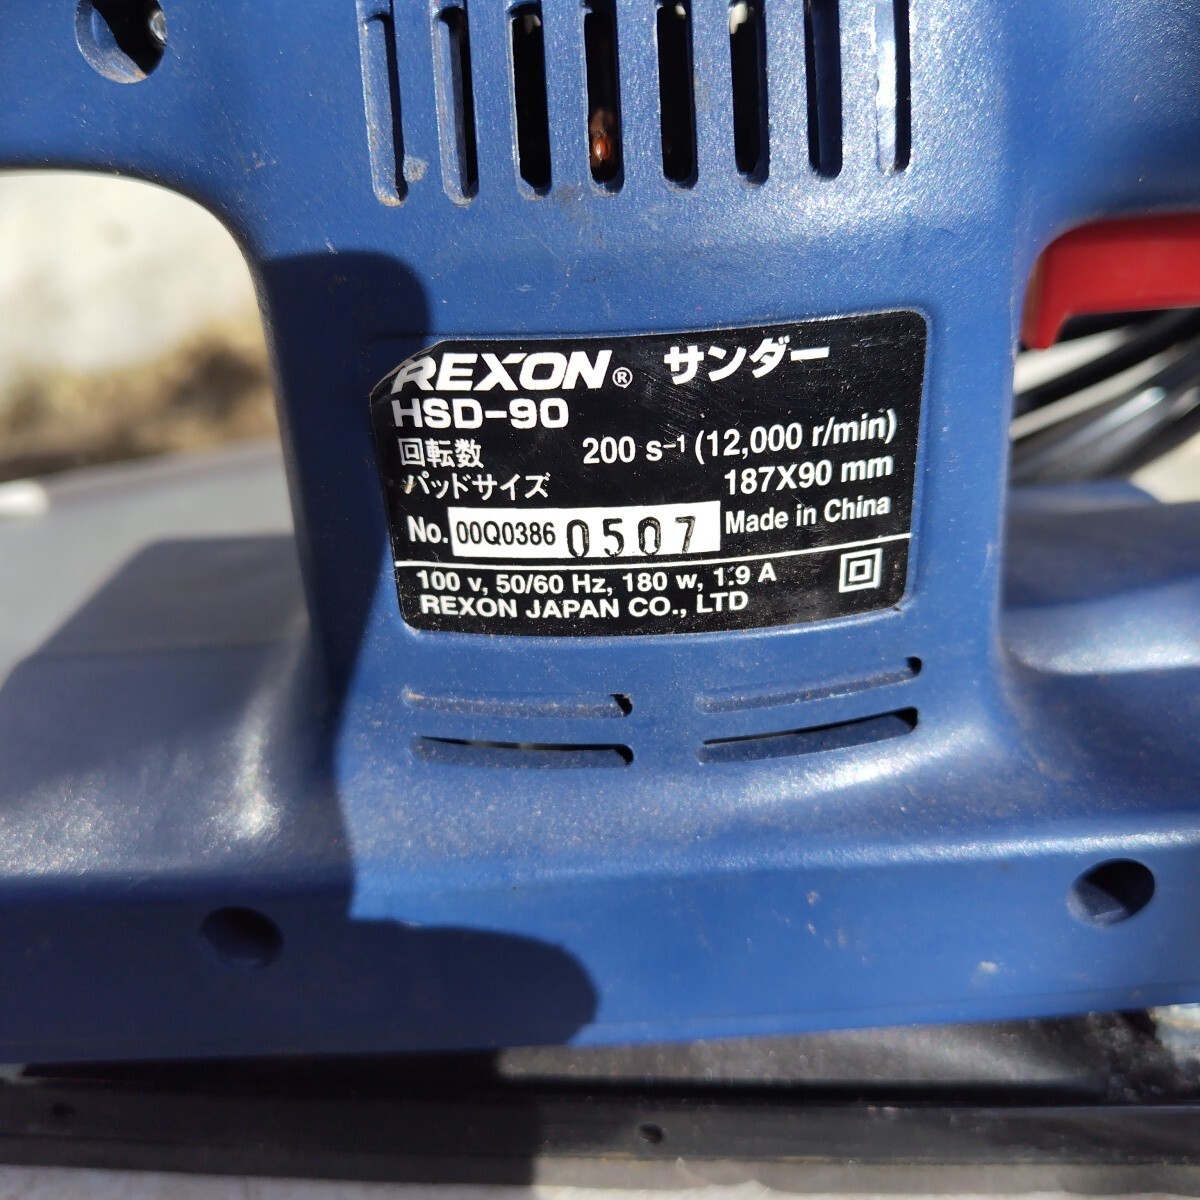 REXON® サンダー
HSD-90
回転数 200 s⁻¹ (12,000 r/min)
パッドサイズ 187X90 mm
No. 00Q0386 0507 Made in China
100 v, 50/60 Hz, 180 w, 1.9 A
REXON JAPAN CO., LTD